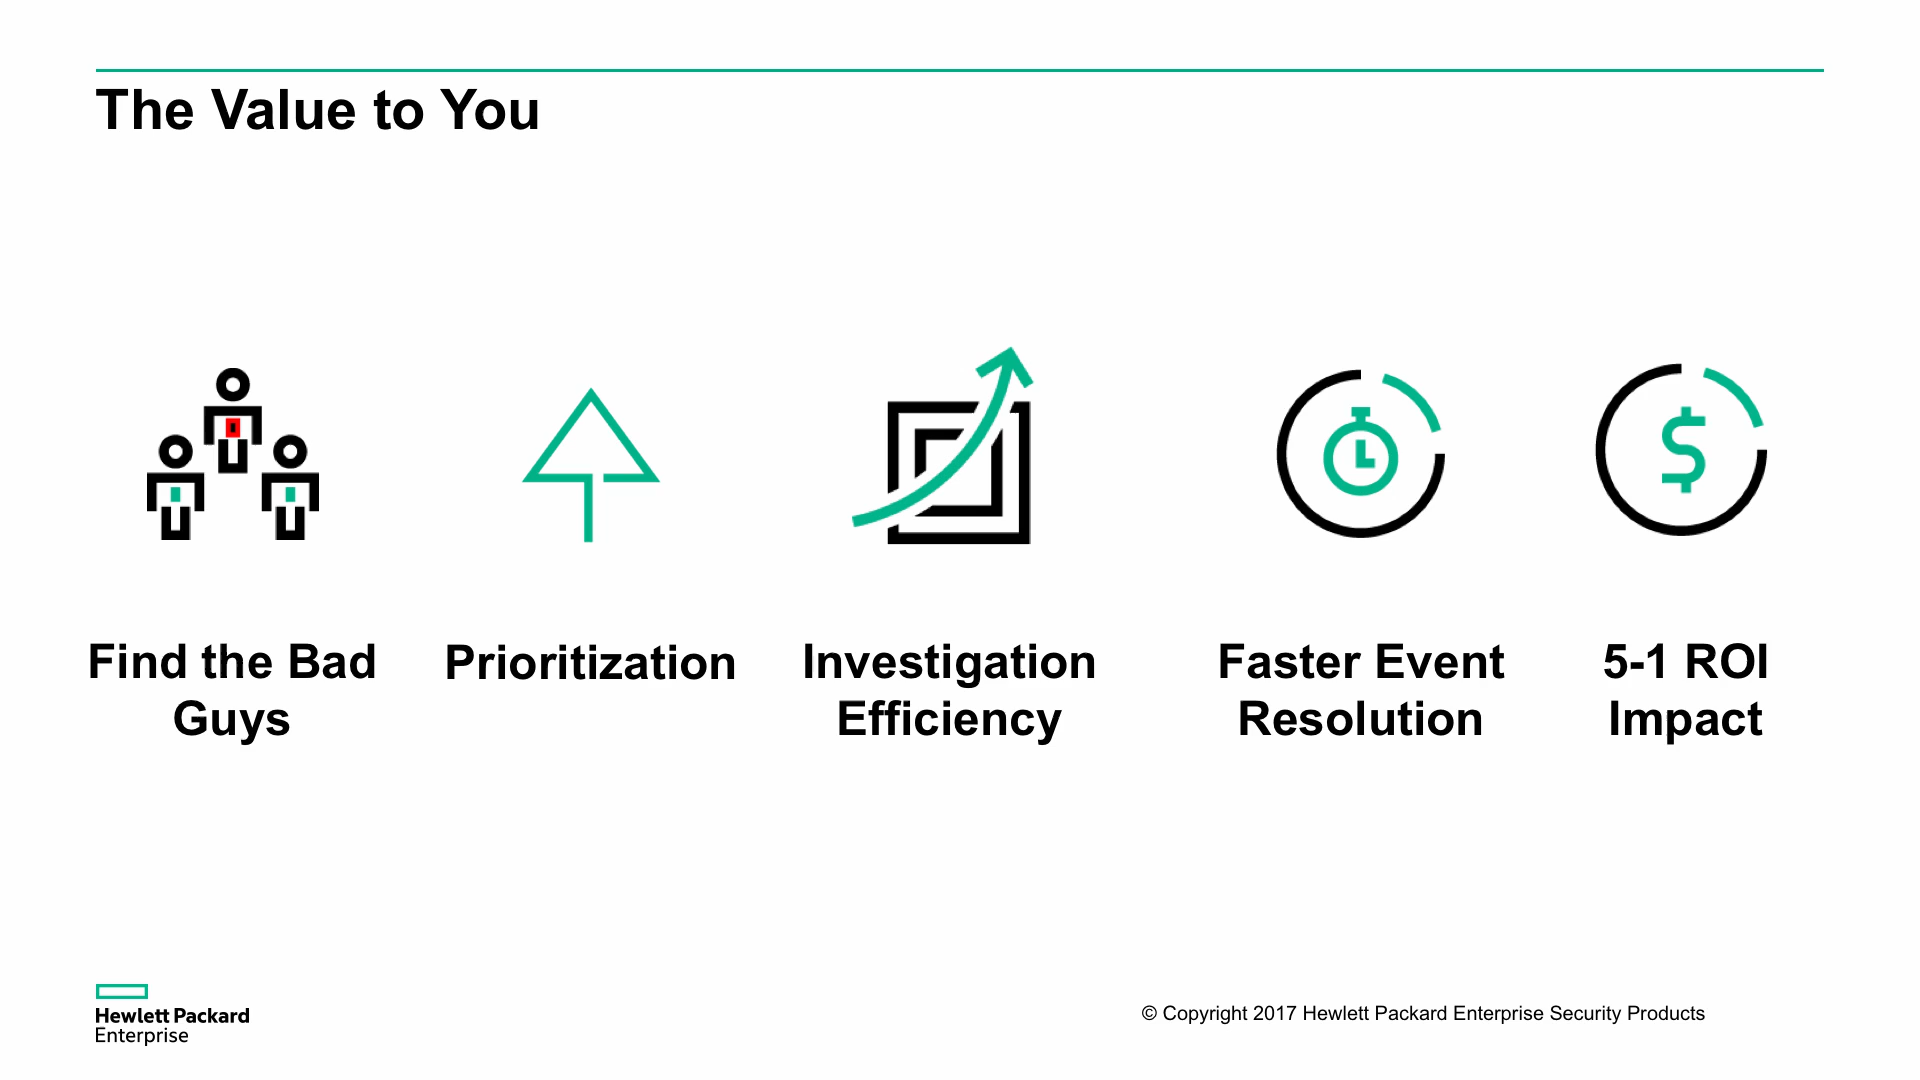 The Value to You
Find the Bad
Guys
Prioritization
Investigation
Efficiency
Faster Event
Resolution
$
5-1 ROI
Impact
Hewlett Packard
Enterprise
© Copyright 2017 Hewlett Packard Enterprise Security Products